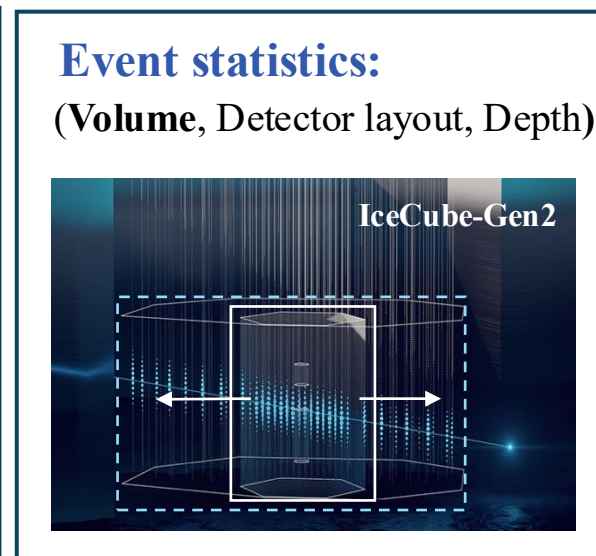 Event statistics:
(Volume, Detector layout, Depth)
IceCube-Gen2